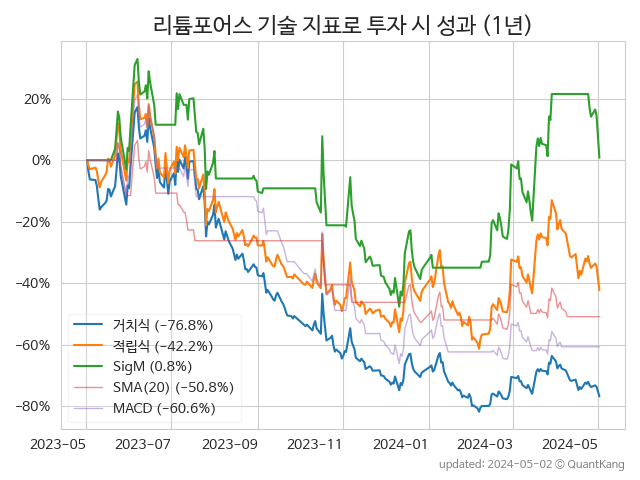 리튬포어스 기술 지표로 투자 시 성과 (1년)
20%
0%
−20%
−40%
−60%
−80%
거치식 (−76.8%)
적립식 (−42.2%)
SigM (0.8%)
SMA(20) (−50.8%)
MACD (−60.6%)
2023-05 2023-07 2023-09 2023-11 2024-01 2024-03 2024-05
updated: 2024-05-02 © QuantKang